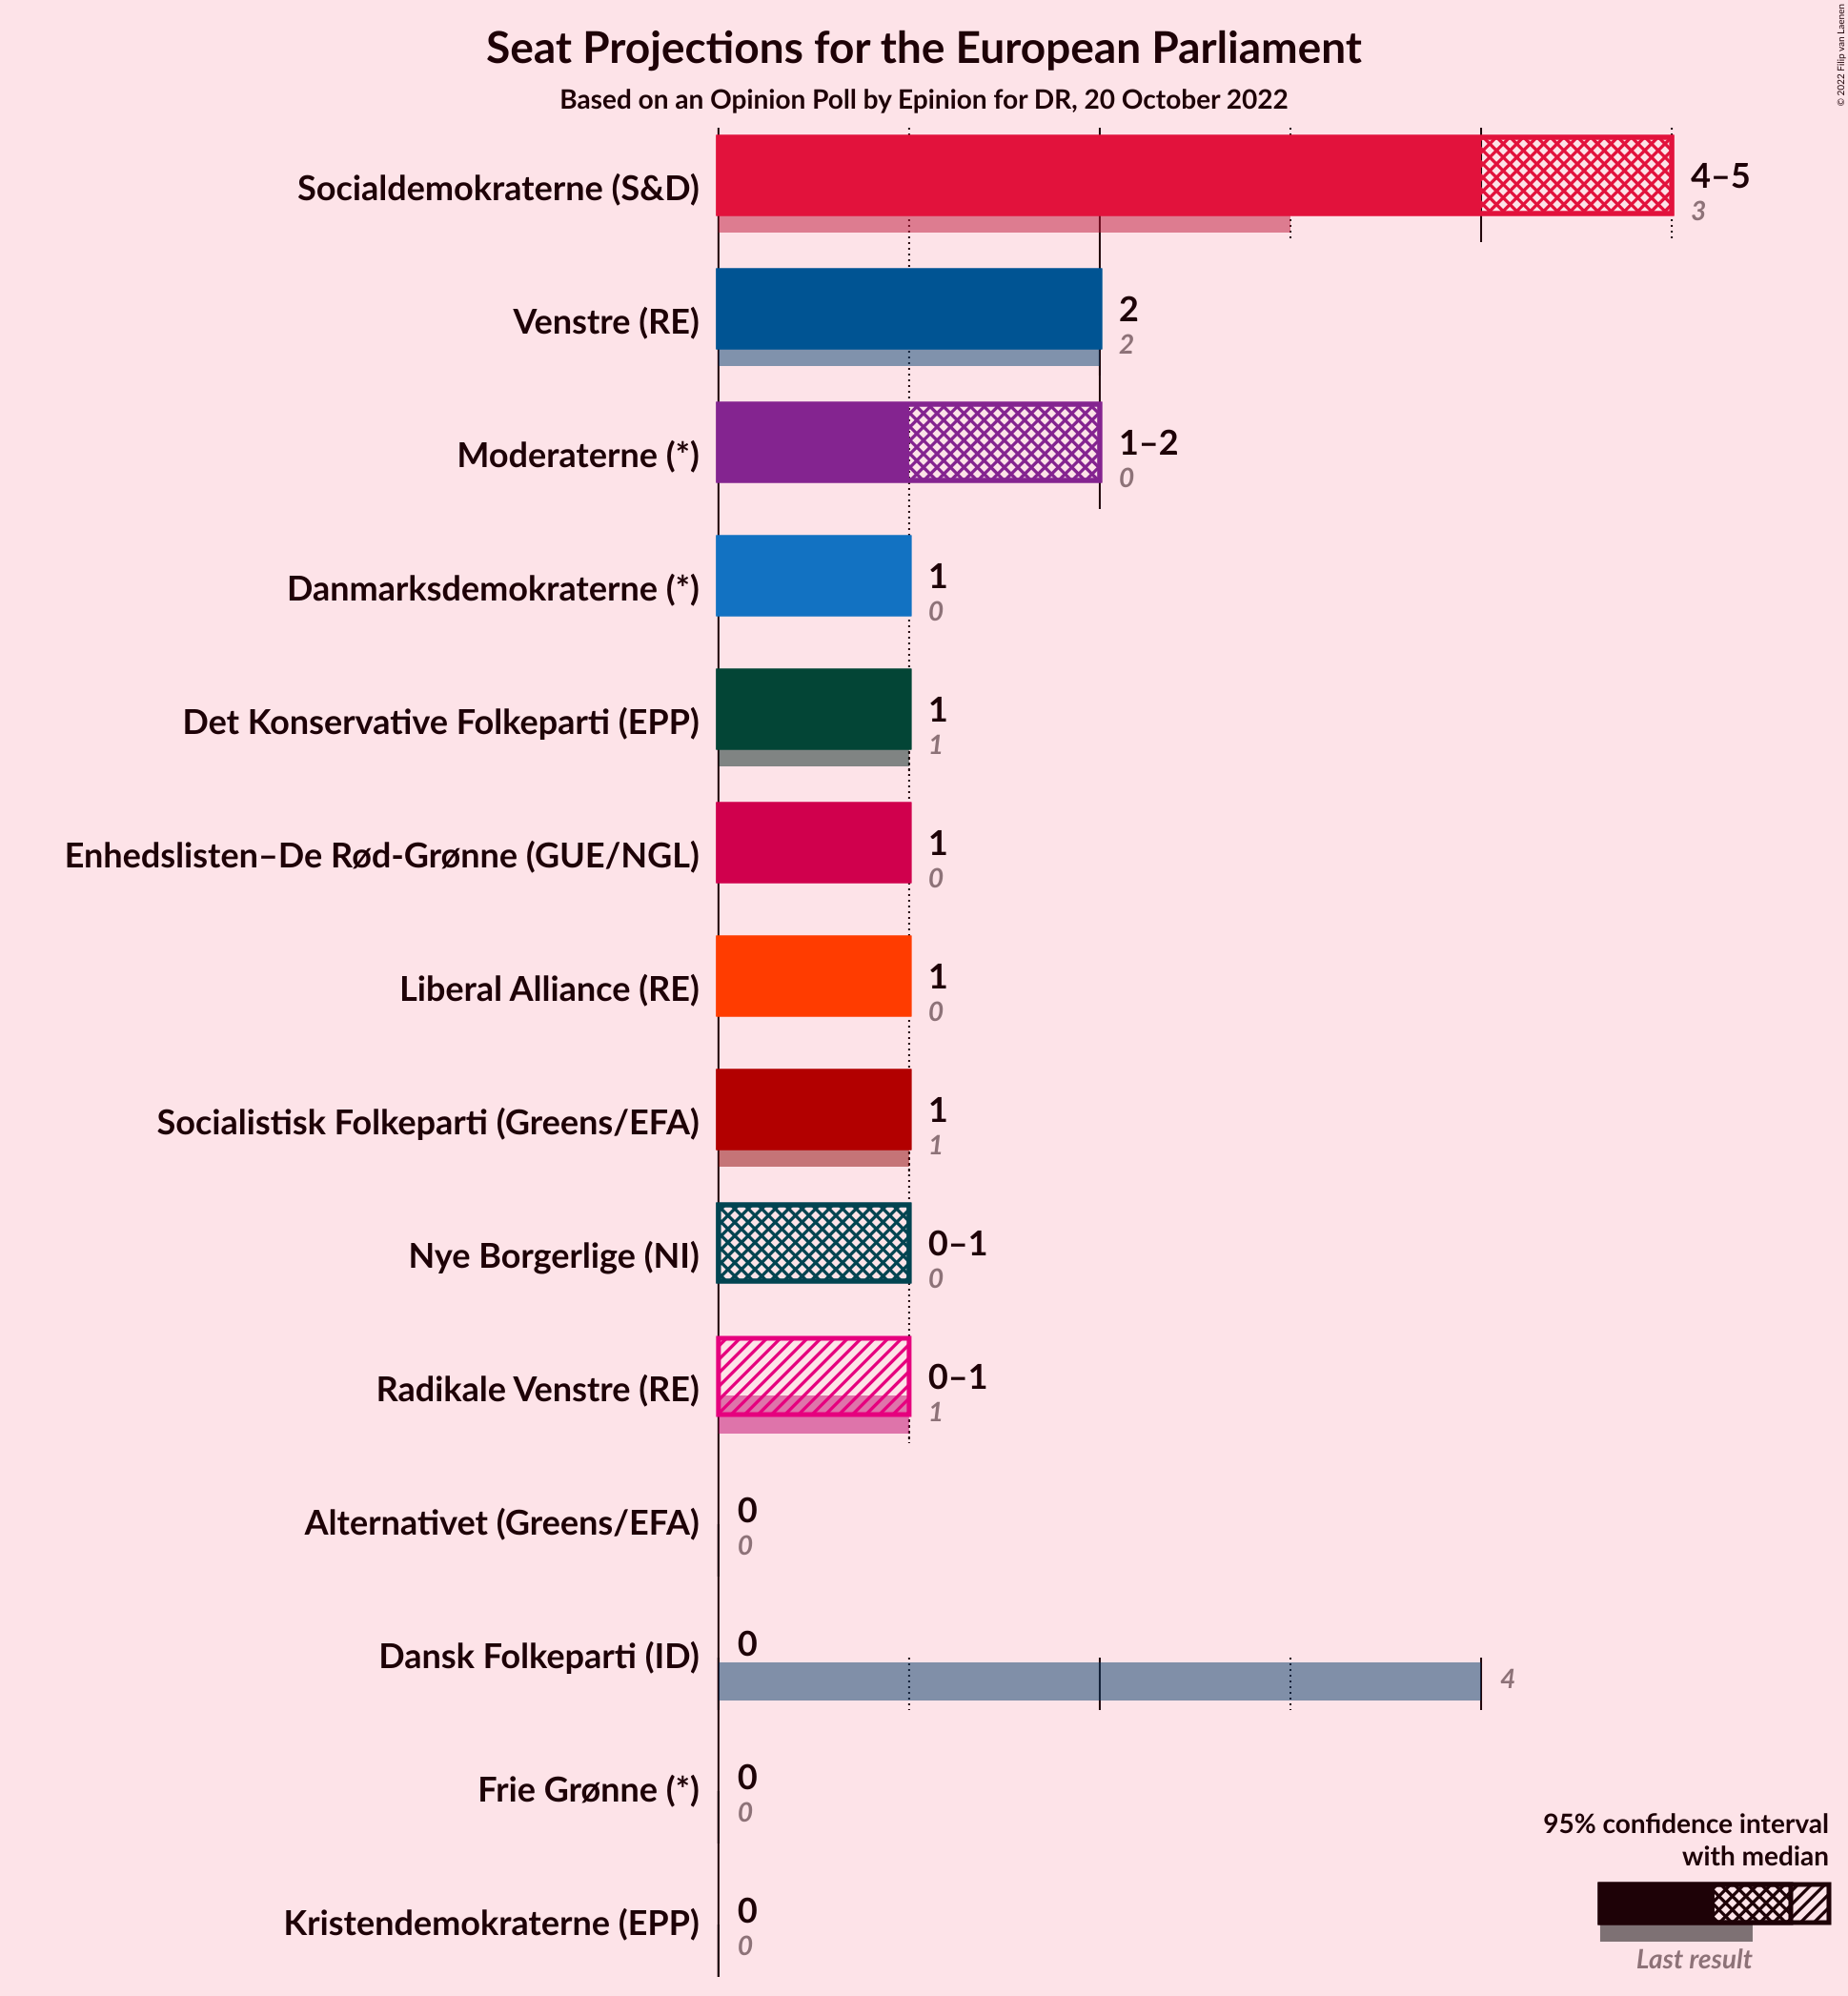 Seat Projections for the European Parliament
Based on an Opinion Poll by Epinion for DR, 20 October 2022
© 2022 Filip van Laenen
Socialdemokraterne (S&D)
4–5
3
Venstre (RE)
2
2
Moderaterne (*)
1–2
0
Danmarksdemokraterne (*)
1
0
Det Konservative Folkeparti (EPP)
1
1
Enhedslisten–De Rød-Grønne (GUE/NGL)
1
0
Liberal Alliance (RE)
1
0
Socialistisk Folkeparti (Greens/EFA)
1
1
Nye Borgerlige (NI)
0–1
0
Radikale Venstre (RE)
0–1
1
Alternativet (Greens/EFA)
0
0
Dansk Folkeparti (ID)
0
4
Frie Grønne (*)
0
0
Kristendemokraterne (EPP)
0
0
95% confidence interval
with median
Last result